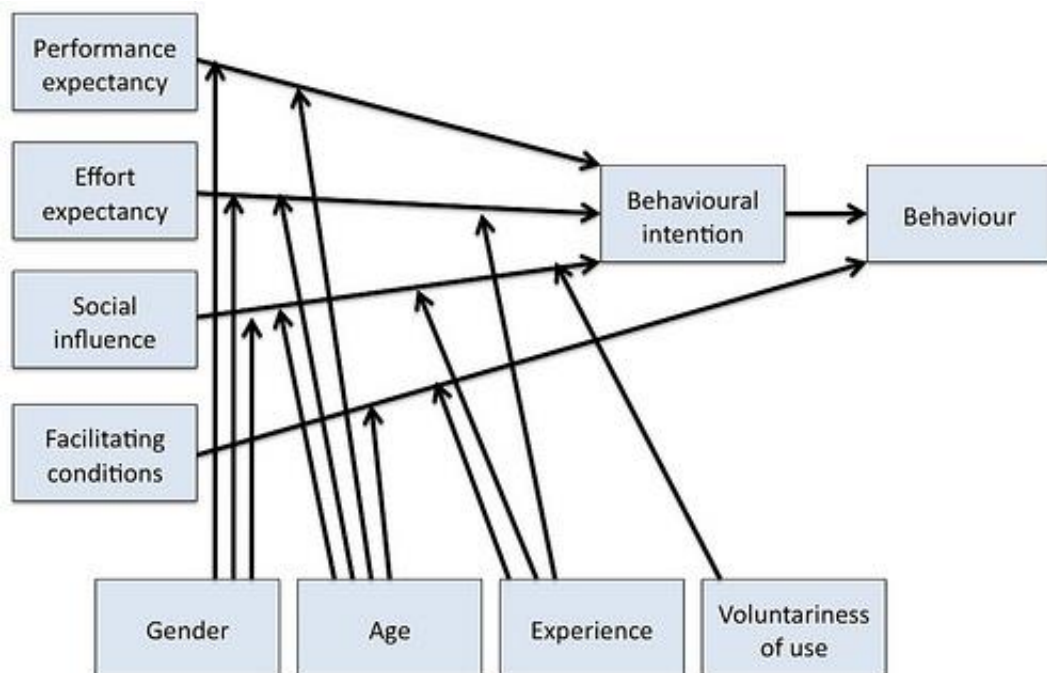 Performance
expectancy
Effort
expectancy
Social
influence
Facilitating
conditions
Behavioural
intention
Behaviour
Gender
Age
Experience
Voluntariness
of use